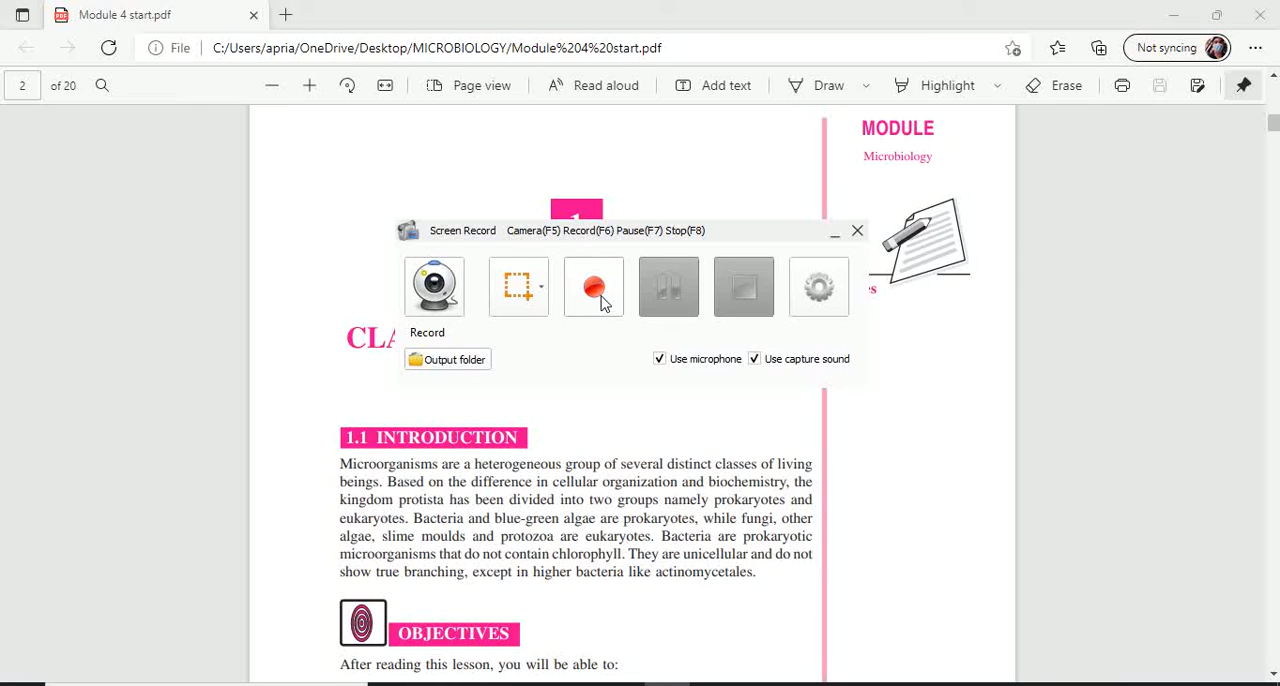 Module 4 start.pdf
File C:/Users/apria/OneDrive/Desktop/MICROBIOLOGY/Module%204%20start.pdf Not syncing
2 of 20 Page view Read aloud Add text Draw Highlight Erase
MODULE
Microbiology
Screen Record Camera(F5) Record(F6) Pause(F7) Stop(F8)
Record
Output folder Use microphone Use capture sound
1.1 INTRODUCTION
Microorganisms are a heterogeneous group of several distinct classes of living
beings. Based on the difference in cellular organization and biochemistry, the
kingdom protista has been divided into two groups namely prokaryotes and
eukaryotes. Bacteria and blue-green algae are prokaryotes, while fungi, other
algae, slime moulds and protozoa are eukaryotes. Bacteria are prokaryotic
microorganisms that do not contain chlorophyll. They are unicellular and do not
show true branching, except in higher bacteria like actinomycetales.
OBJECTIVES
After reading this lesson, you will be able to: